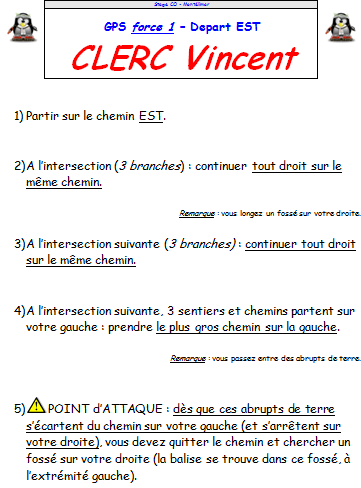 Stage CO - Montélimar
GPS force 1 – Depart EST
CLERC Vincent
1) Partir sur le chemin EST.
2) A l’intersection (3 branches) : continuer tout droit sur le
même chemin.
Remarque : vous longez un fossé sur votre droite.
3) A l’intersection suivante (3 branches) : continuer tout droit
sur le même chemin.
4) A l’intersection suivante, 3 sentiers et chemins partent sur
votre gauche : prendre le plus gros chemin sur la gauche.
Remarque : vous passez entre des abrupts de terre.
5) POINT d’ATTAQUE : dès que ces abrupts de terre
s’écartent du chemin sur votre gauche (et s’arrêtent sur
votre droite), vous devez quitter le chemin et chercher un
fossé sur votre droite (la balise se trouve dans ce fossé, à
l’extrémité gauche).